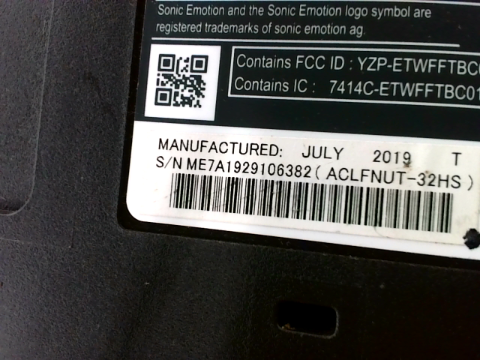 Sonic Emotion and the Sonic Emotion logo symbol are
registered trademarks of sonic emotion ag.
Contains FCC ID : YZP-ETWFFTBC0
Contains IC : 7414C-ETWFFTBC01
MANUFACTURED: JULY 2019 T
S/N ME7A1929106382 ( ACLFNUT-32HS )